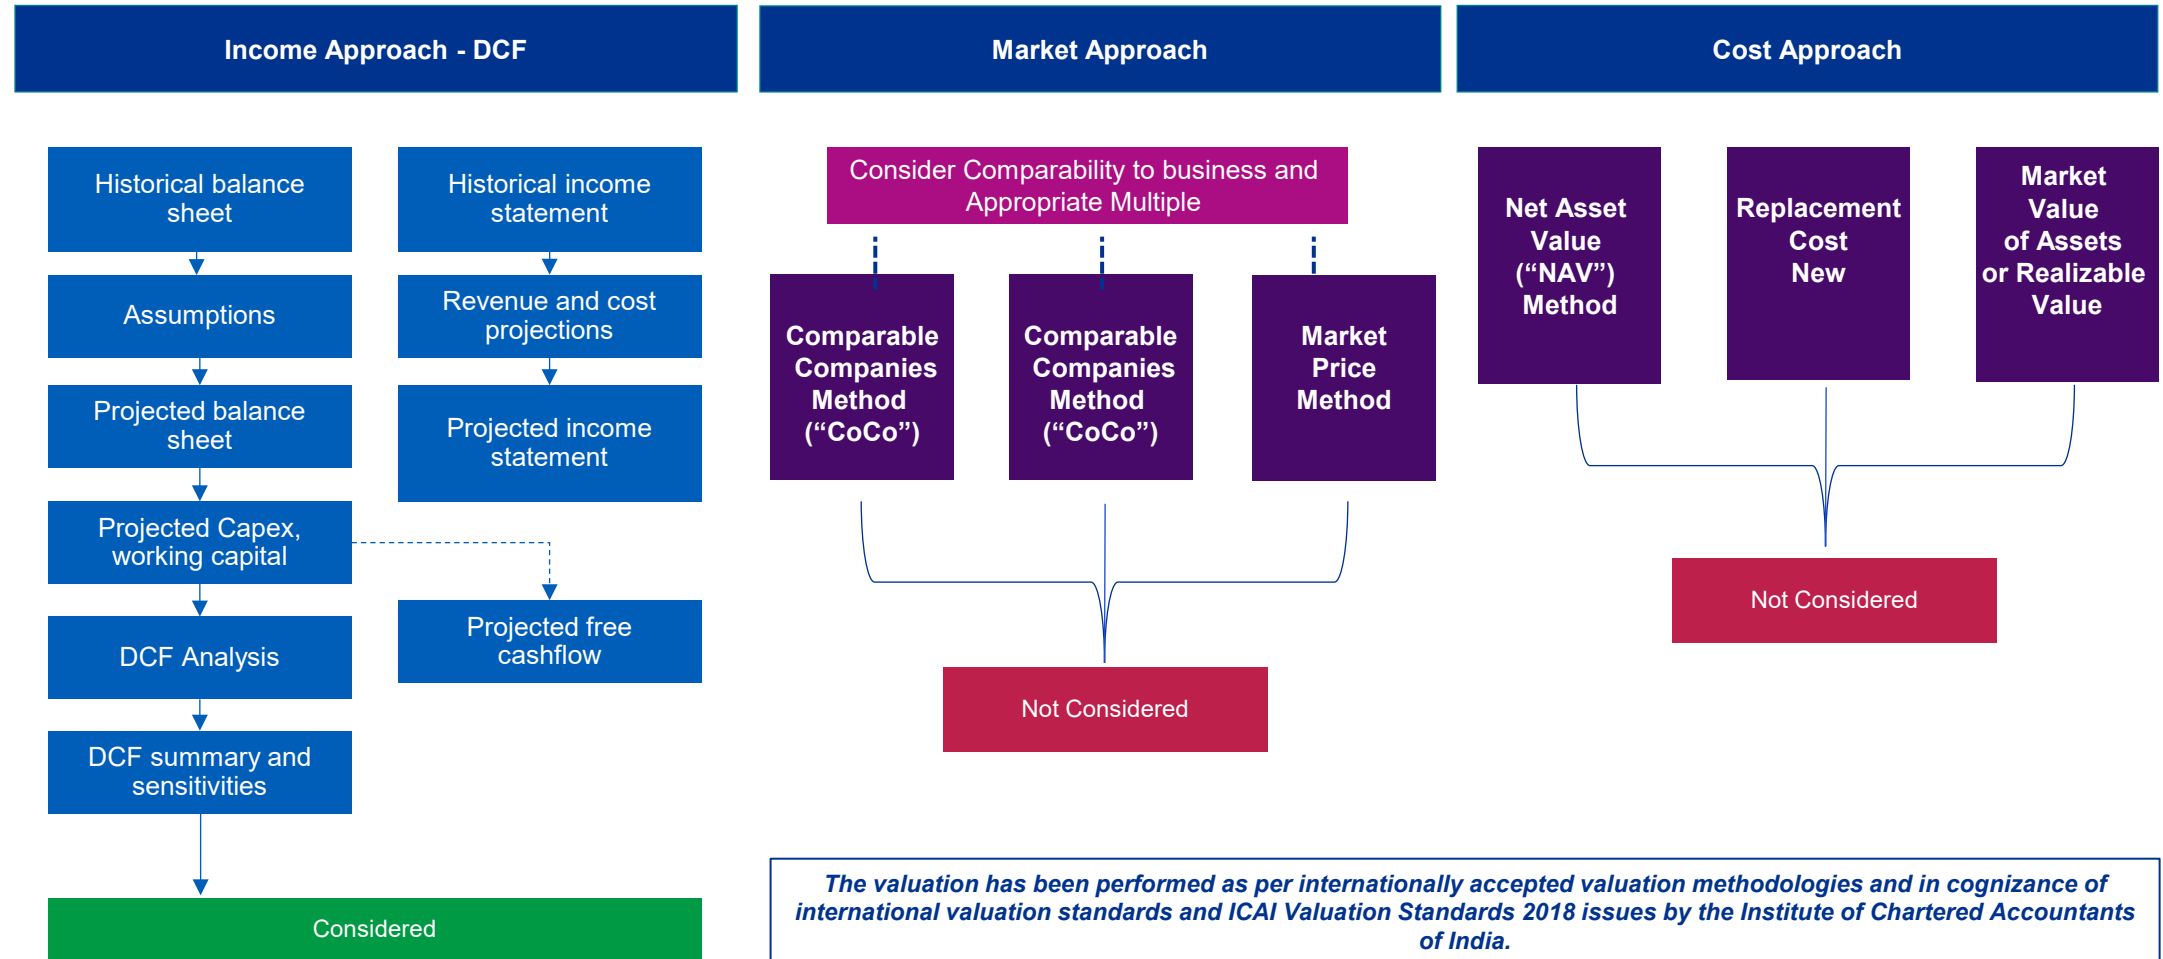 Income Approach - DCF
Historical balance
sheet
Historical income
statement
Assumptions
Revenue and cost
projections
Projected balance
sheet
Projected income
statement
Projected Capex,
working capital
Projected free
cashflow
DCF Analysis
DCF summary and
sensitivities
Considered
Market Approach
Consider Comparability to business and
Appropriate Multiple
Comparable
Companies
Method
(“CoCo”)
Comparable
Companies
Method
(“CoCo”)
Market
Price
Method
Not Considered
Cost Approach
Net Asset
Value
(“NAV”)
Method
Replacement
Cost
New
Market
Value
of Assets
or Realizable
Value
Not Considered
The valuation has been performed as per internationally accepted valuation methodologies and in cognizance of
international valuation standards and ICAI Valuation Standards 2018 issues by the Institute of Chartered Accountants
of India.